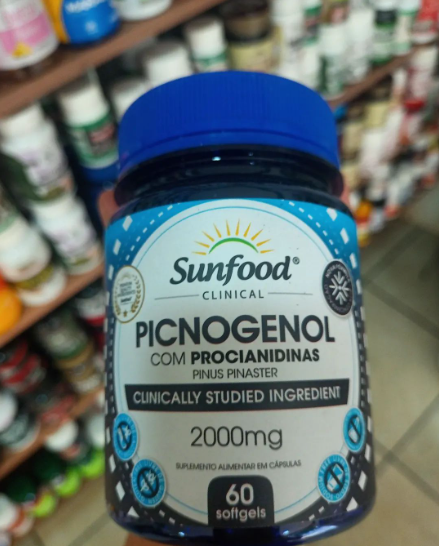 Sunfood®
CLINICAL
PICNOGENOL
COM PROCIANIDINAS
PINUS PINASTER
CLINICALLY STUDIED INGREDIENT
2000mg
SUPLEMENTO ALIMENTAR EM CÁPSULAS
60
softgels